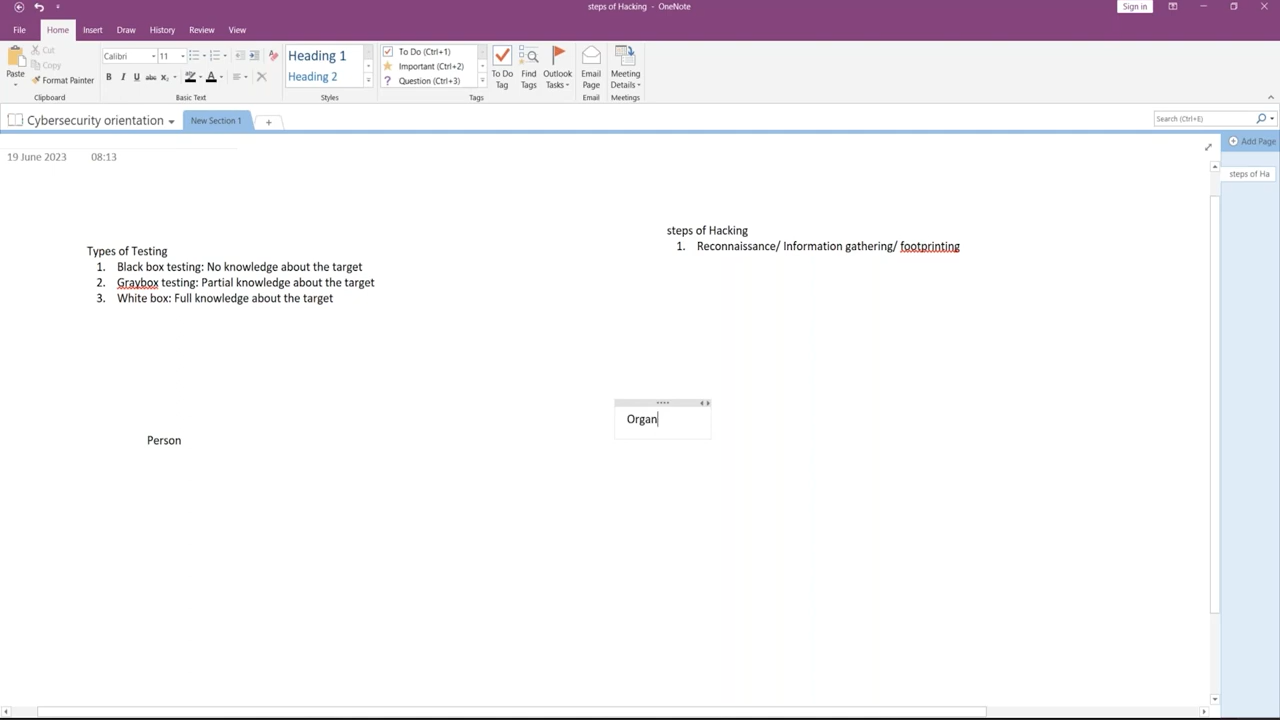 steps of Hacking - OneNote
Sign in
File Home Insert Draw History Review View
Paste
Cut
Copy
Format Painter
Clipboard
Calibri 11
B I U abc X₂ A
Basic Text
Heading 1
Heading 2
Styles
To Do (Ctrl+1)
Important (Ctrl+2)
Question (Ctrl+3)
Tags
To Do Tag
Find Tags
Outlook Tasks
Email Page
Email
Meeting Details
Meetings
Cybersecurity orientation
New Section 1
+
Search (Ctrl+E)
Add Page
19 June 2023 08:13
steps of Ha
steps of Hacking
1. Reconnaissance/ Information gathering/ footprinting
Types of Testing
1. Black box testing: No knowledge about the target
2. Graybox testing: Partial knowledge about the target
3. White box: Full knowledge about the target
Organ
Person